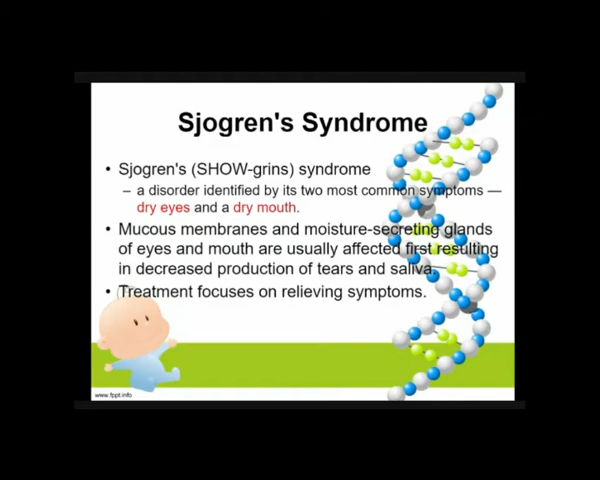 Sjogren's Syndrome
• Sjogren's (SHOW-grins) syndrome
– a disorder identified by its two most common symptoms —
dry eyes and a dry mouth.
• Mucous membranes and moisture-secreting glands
of eyes and mouth are usually affected first resulting
in decreased production of tears and saliva.
• Treatment focuses on relieving symptoms.
www.fppt.info